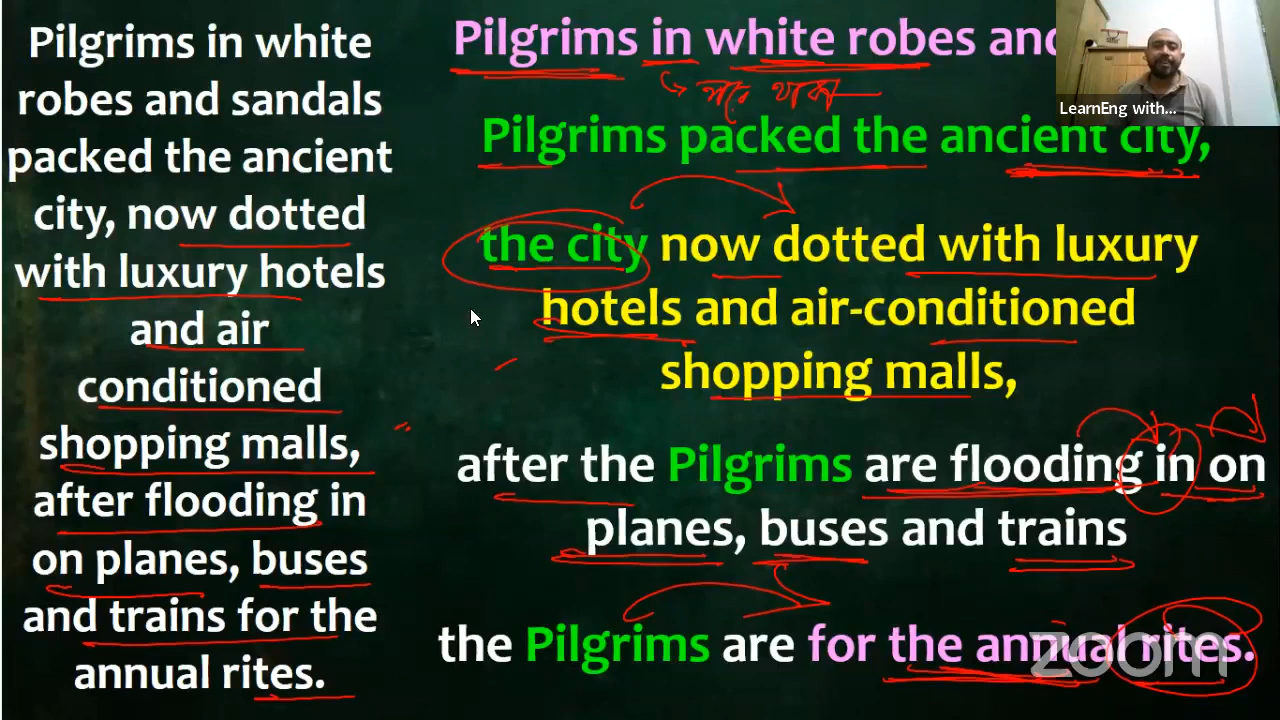 Pilgrims in white
robes and sandals
packed the ancient
city, now dotted
with luxury hotels
and air
conditioned
shopping malls,
after flooding in
on planes, buses
and trains for the
annual rites.
Pilgrims in white robes and
পরে থাকা
Pilgrims packed the ancient city,
the city now dotted with luxury
hotels and air-conditioned
shopping malls,
after the Pilgrims are flooding in on
planes, buses and trains
the Pilgrims are for the annual rites.
LearnEng with...
zoom